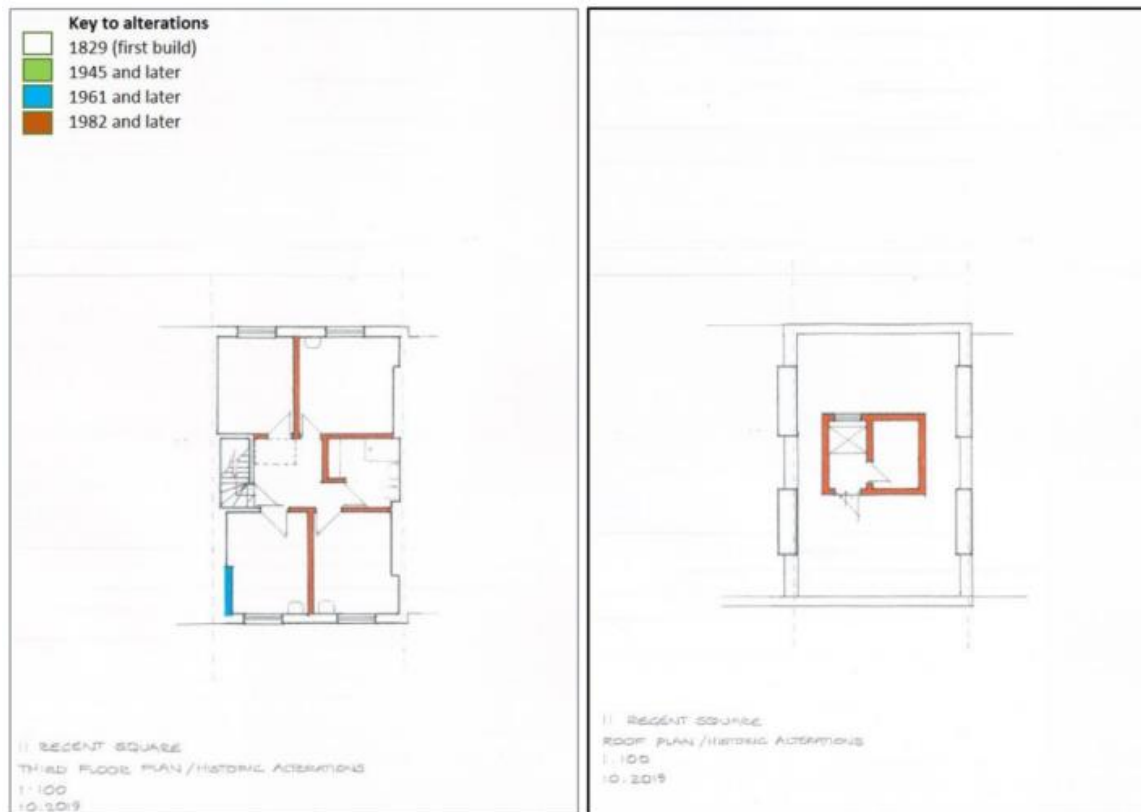 Key to alterations
1829 (first build)
1945 and later
1961 and later
1982 and later
11 REGENT SQUARE
THIRD FLOOR PLAN / HISTORIC ALTERATIONS
1:100
10.2019
11 REGENT SQUARE
ROOF PLAN / HISTORIC ALTERATIONS
1:100
10.2019